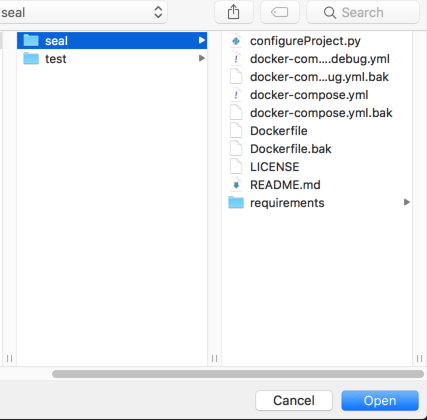 seal
Search
seal
test
configureProject.py
docker-com....debug.yml
docker-com...ug.yml.bak
docker-compose.yml
docker-compose.yml.bak
Dockerfile
Dockerfile.bak
LICENSE
README.md
requirements
Cancel
Open